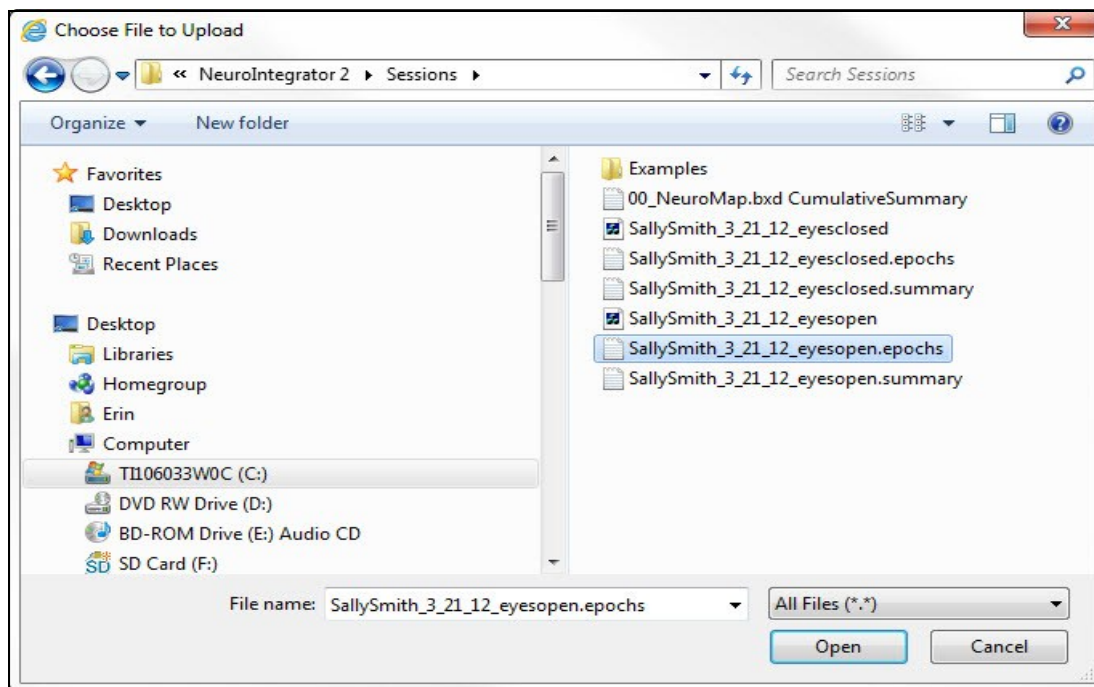 Choose File to Upload
« NeuroIntegrator 2 ▸ Sessions ▸
Search Sessions
Organize
New folder
Favorites
Desktop
Downloads
Recent Places
Desktop
Libraries
Homegroup
Erin
Computer
TI106033W0C (C:)
DVD RW Drive (D:)
BD-ROM Drive (E:) Audio CD
SD Card (F:)
Examples
00_NeuroMap.bxd CumulativeSummary
SallySmith_3_21_12_eyesclosed
SallySmith_3_21_12_eyesclosed.epochs
SallySmith_3_21_12_eyesclosed.summary
SallySmith_3_21_12_eyesopen
SallySmith_3_21_12_eyesopen.epochs
SallySmith_3_21_12_eyesopen.summary
File name: SallySmith_3_21_12_eyesopen.epochs
All Files (*.*)
Open
Cancel